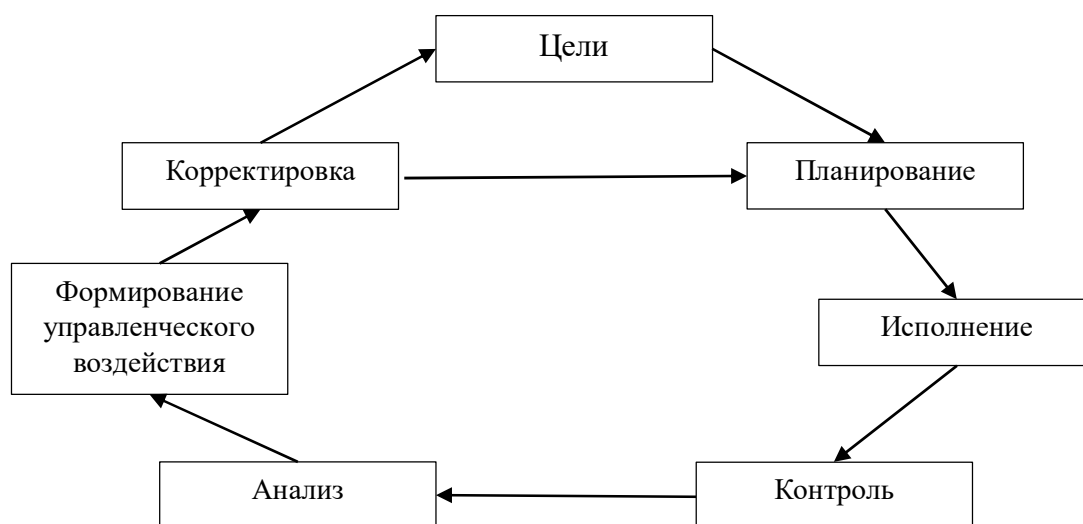 Цели
Корректировка
Планирование
Формирование
управленческого
воздействия
Исполнение
Анализ
Контроль